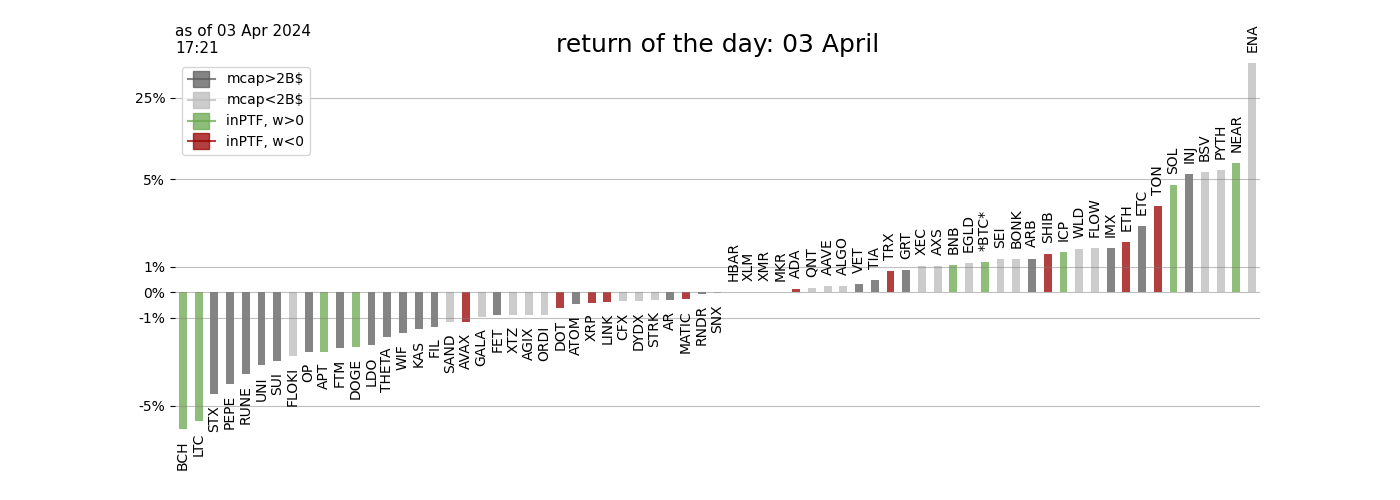 as of 03 Apr 2024
17:21
return of the day: 03 April
mcap>2B$
mcap<2B$
inPTF, w>0
inPTF, w<0
25%
5%
1%
0%
-1%
-5%
BCH
LTC
STX
PEPE
RUNE
UNI
SUI
FLOKI
OP
APT
FTM
DOGE
LDO
THETA
WIF
KAS
FIL
SAND
AVAX
GALA
FET
XTZ
AGIX
ORDI
DOT
ATOM
XRP
LINK
CFX
DYDX
STRK
AR
MATIC
RNDR
SNX
HBAR
XLM
XMR
MKR
ADA
QNT
AAVE
ALGO
VET
TIA
TRX
GRT
XEC
AXS
BNB
EGLD
*BTC*
SEI
BONK
ARB
SHIB
ICP
WLD
FLOW
IMX
ETH
ETC
TON
SOL
INJ
BSV
PYTH
NEAR
ENA